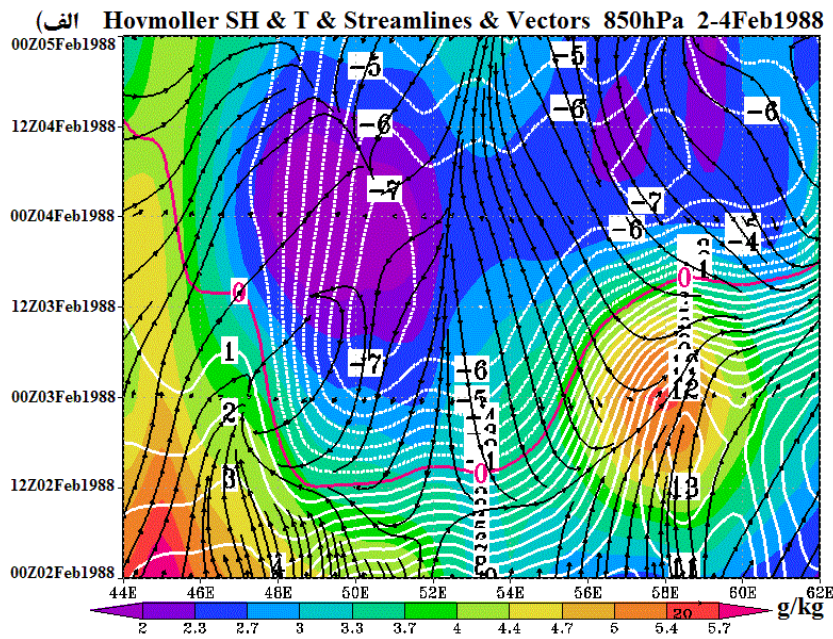 (الف Hovmoller SH & T & Streamlines & Vectors 850hPa 2-4Feb1988
00Z05Feb1988
-5 -5
-6 -6
12Z04Feb1988
-6
-7 -7
00Z04Feb1988
-6 -4
0 0
12Z03Feb1988
1
-7 -6
00Z03Feb1988
-5 12
2
3 0
12Z02Feb1988
13
4 11
00Z02Feb1988
44E 46E 48E 50E 52E 54E 56E 58E 60E 62E
g/kg
20
2 2.3 2.7 3 3.3 3.7 4 4.4 4.7 5 5.4 5.7